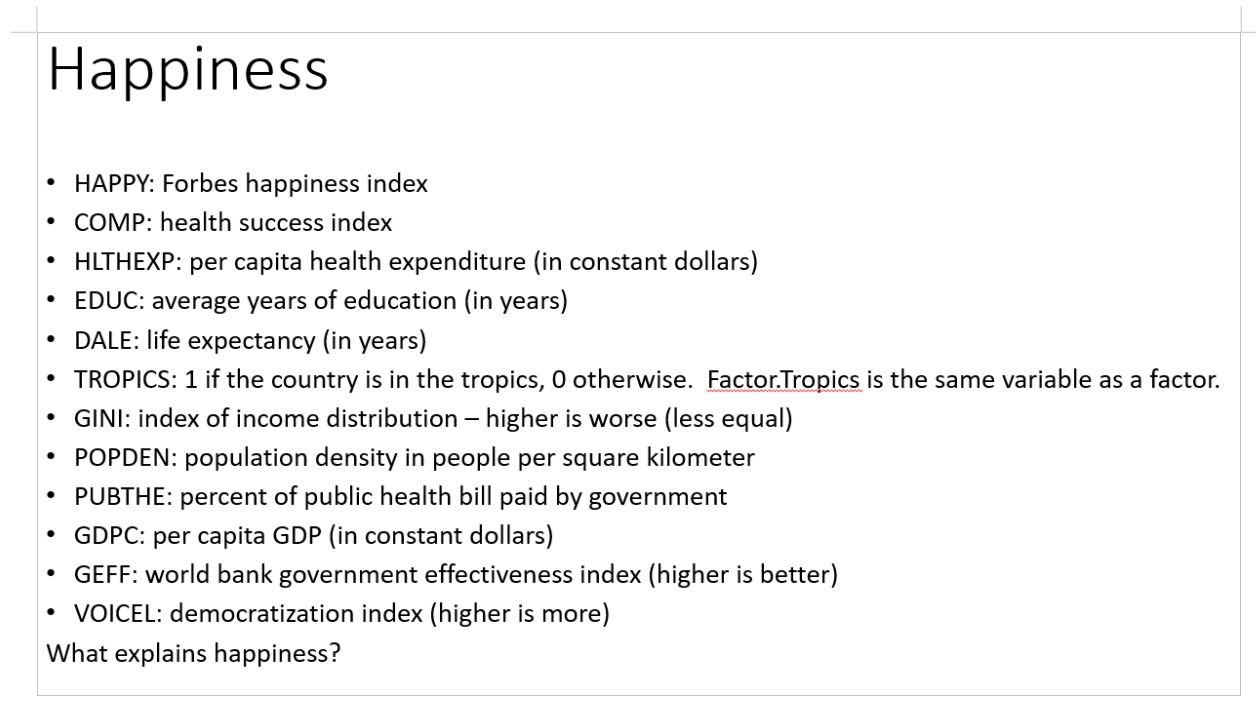 Happiness
• HAPPY: Forbes happiness index
• COMP: health success index
• HLTHEXP: per capita health expenditure (in constant dollars)
• EDUC: average years of education (in years)
• DALE: life expectancy (in years)
• TROPICS: 1 if the country is in the tropics, 0 otherwise.  Factor.Tropics is the same variable as a factor.
• GINI: index of income distribution – higher is worse (less equal)
• POPDEN: population density in people per square kilometer
• PUBTHE: percent of public health bill paid by government
• GDPC: per capita GDP (in constant dollars)
• GEFF: world bank government effectiveness index (higher is better)
• VOICEL: democratization index (higher is more)
What explains happiness?